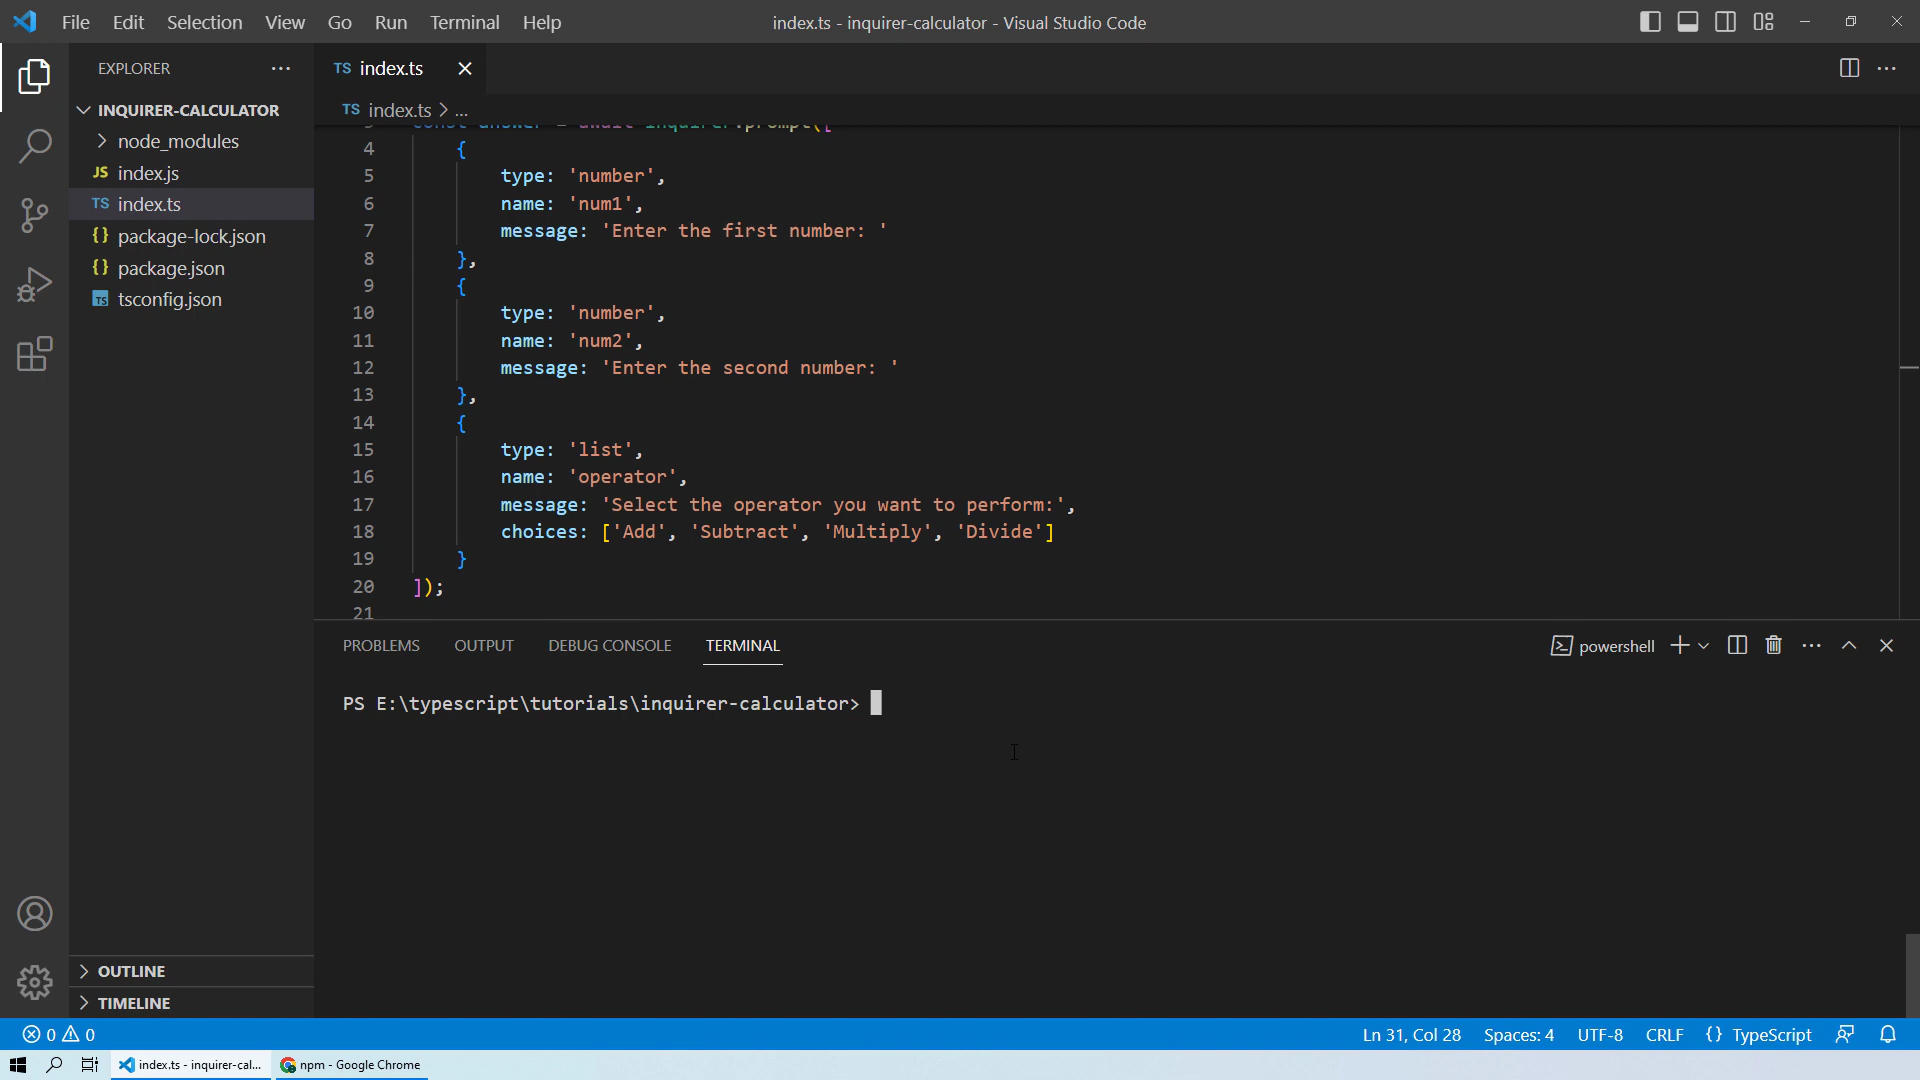 File Edit Selection View Go Run Terminal Help
index.ts - inquirer-calculator - Visual Studio Code
EXPLORER
INQUIRER-CALCULATOR
node_modules
JS index.js
TS index.ts
{} package-lock.json
{} package.json
TS tsconfig.json
OUTLINE
TIMELINE
TS index.ts
TS index.ts > ...
3 const answer = await inquirer.prompt([
4 {
5 type: 'number',
6 name: 'num1',
7 message: 'Enter the first number: '
8 },
9 {
10 type: 'number',
11 name: 'num2',
12 message: 'Enter the second number: '
13 },
14 {
15 type: 'list',
16 name: 'operator',
17 message: 'Select the operator you want to perform:',
18 choices: ['Add', 'Subtract', 'Multiply', 'Divide']
19 }
20 ]);
21
PROBLEMS OUTPUT DEBUG CONSOLE TERMINAL
powershell
PS E:\typescript\tutorials\inquirer-calculator>
0 0
Ln 31, Col 28 Spaces: 4 UTF-8 CRLF {} TypeScript
index.ts - inquirer-cal... npm - Google Chrome